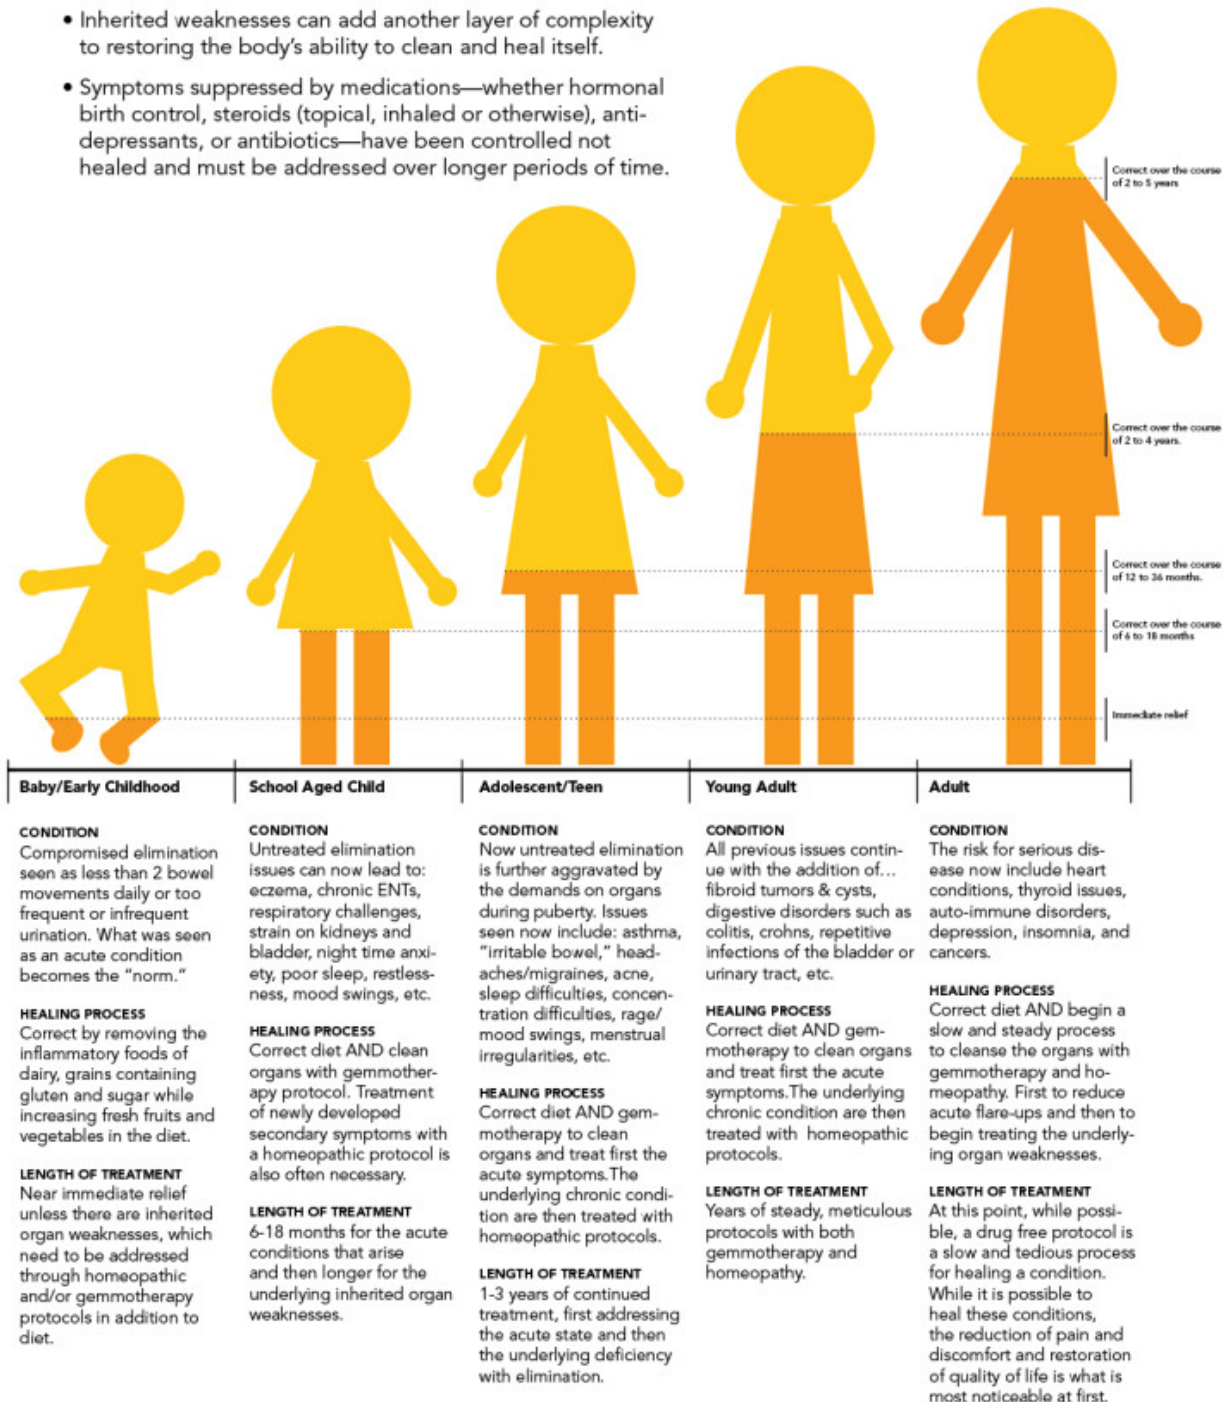 • Inherited weaknesses can add another layer of complexity
to restoring the body's ability to clean and heal itself.
• Symptoms suppressed by medications—whether hormonal
birth control, steroids (topical, inhaled or otherwise), anti-
depressants, or antibiotics—have been controlled not
healed and must be addressed over longer periods of time.
Correct over the course
of 2 to 5 years
Correct over the course
of 2 to 4 years.
Correct over the course
of 12 to 36 months.
Correct over the course
of 6 to 18 months
Immediate relief
Baby/Early Childhood
CONDITION
Compromised elimination
seen as less than 2 bowel
movements daily or too
frequent or infrequent
urination. What was seen
as an acute condition
becomes the "norm."
HEALING PROCESS
Correct by removing the
inflammatory foods of
dairy, grains containing
gluten and sugar while
increasing fresh fruits and
vegetables in the diet.
LENGTH OF TREATMENT
Near immediate relief
unless there are inherited
organ weaknesses, which
need to be addressed
through homeopathic
and/or gemmotherapy
protocols in addition to
diet.
School Aged Child
CONDITION
Untreated elimination
issues can now lead to:
eczema, chronic ENTs,
respiratory challenges,
strain on kidneys and
bladder, night time anxi-
ety, poor sleep, restless-
ness, mood swings, etc.
HEALING PROCESS
Correct diet AND clean
organs with gemmother-
apy protocol. Treatment
of newly developed
secondary symptoms with
a homeopathic protocol is
also often necessary.
LENGTH OF TREATMENT
6-18 months for the acute
conditions that arise
and then longer for the
underlying inherited organ
weaknesses.
Adolescent/Teen
CONDITION
Now untreated elimination
is further aggravated by
the demands on organs
during puberty. Issues
seen now include: asthma,
"irritable bowel," head-
aches/migraines, acne,
sleep difficulties, concen-
tration difficulties, rage/
mood swings, menstrual
irregularities, etc.
HEALING PROCESS
Correct diet AND gem-
motherapy to clean
organs and treat first the
acute symptoms.The
underlying chronic condi-
tion are then treated with
homeopathic protocols.
LENGTH OF TREATMENT
1-3 years of continued
treatment, first addressing
the acute state and then
the underlying deficiency
with elimination.
Young Adult
CONDITION
All previous issues contin-
ue with the addition of...
fibroid tumors & cysts,
digestive disorders such as
colitis, crohns, repetitive
infections of the bladder or
urinary tract, etc.
HEALING PROCESS
Correct diet AND gem-
motherapy to clean organs
and treat first the acute
symptoms.The underlying
chronic condition are then
treated with homeopathic
protocols.
LENGTH OF TREATMENT
Years of steady, meticulous
protocols with both
gemmotherapy and
homeopathy.
Adult
CONDITION
The risk for serious dis-
ease now include heart
conditions, thyroid issues,
auto-immune disorders,
depression, insomnia, and
cancers.
HEALING PROCESS
Correct diet AND begin a
slow and steady process
to cleanse the organs with
gemmotherapy and ho-
meopathy. First to reduce
acute flare-ups and then to
begin treating the underly-
ing organ weaknesses.
LENGTH OF TREATMENT
At this point, while possi-
ble, a drug free protocol is
a slow and tedious process
for healing a condition.
While it is possible to
heal these conditions,
the reduction of pain and
discomfort and restoration
of quality of life is what is
most noticeable at first.